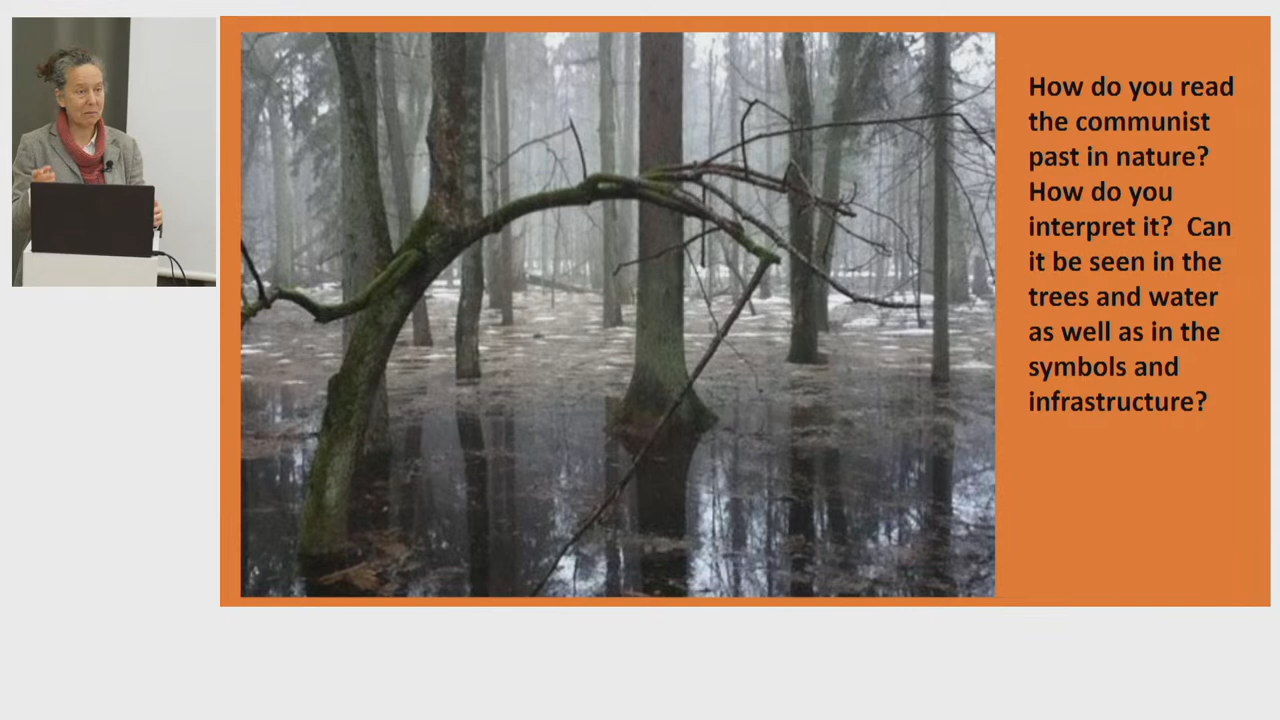 How do you read
the communist
past in nature?
How do you
interpret it?  Can
it be seen in the
trees and water
as well as in the
symbols and
infrastructure?